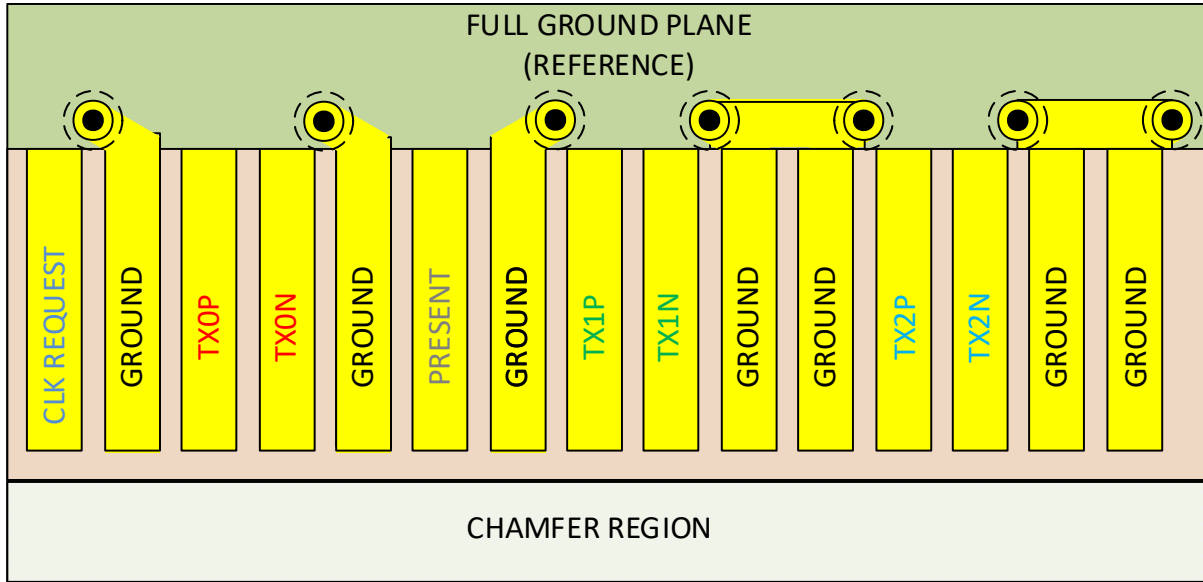 FULL GROUND PLANE
(REFERENCE)
CLK REQUEST
GROUND
TX0P
TX0N
GROUND
PRESENT
GROUND
TX1P
TX1N
GROUND
GROUND
TX2P
TX2N
GROUND
GROUND
CHAMFER REGION